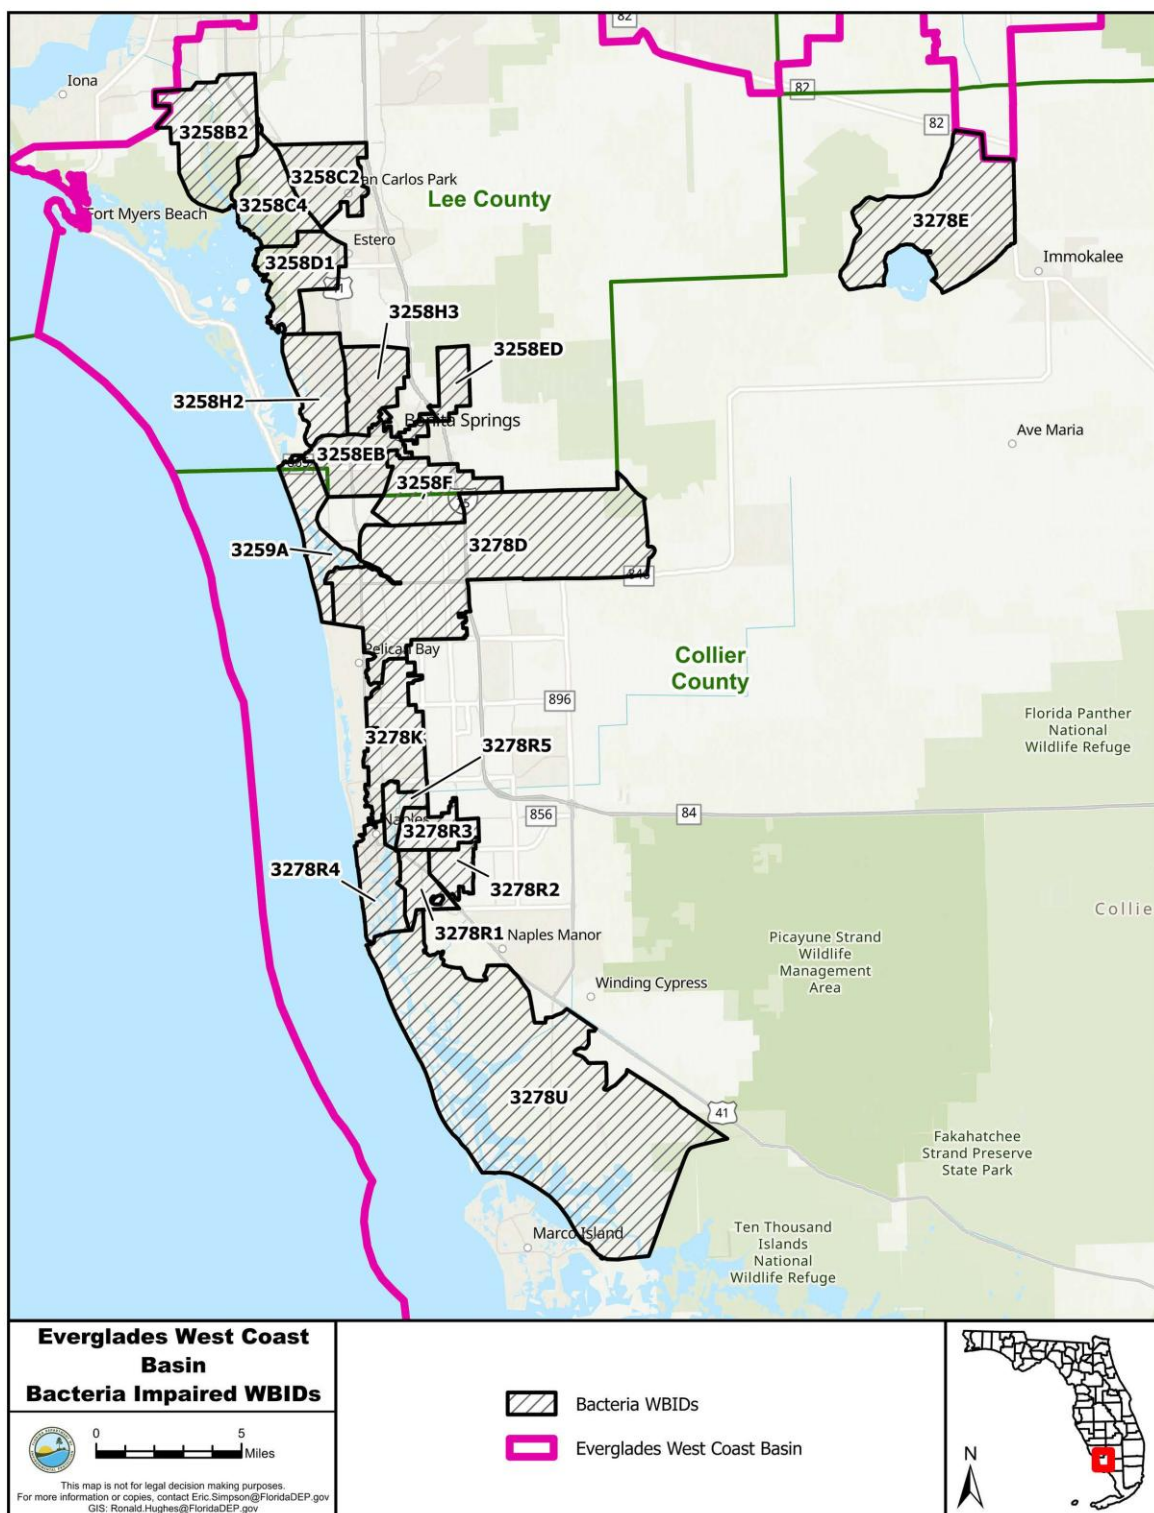 82
Iona
82
82
3258B2
3258C2
an Carlos Park
Lee County
3258C4
Fort Myers Beach
3278E
Estero
3258D1
Immokalee
3258H3
3258ED
3258H2
Bonita Springs
Ave Maria
3258EB
3258F
3278D
3259A
846
Pelican Bay
Collier
County
896
Florida Panther
National
Wildlife Refuge
3278K
3278R5
84
856
Naples
3278R3
3278R4
3278R2
Collie
3278R1
Naples Manor
Picayune Strand
Wildlife
Management
Area
Winding Cypress
3278U
41
Fakahatchee
Strand Preserve
State Park
Marco Island
Ten Thousand
Islands
National
Wildlife Refuge
Everglades West Coast
Basin
Bacteria Impaired WBIDs
0 5
Miles
This map is not for legal decision making purposes.
For more information or copies, contact Eric.Simpson@FloridaDEP.gov
GIS: Ronald.Hughes@FloridaDEP.gov
Bacteria WBIDs
Everglades West Coast Basin
N